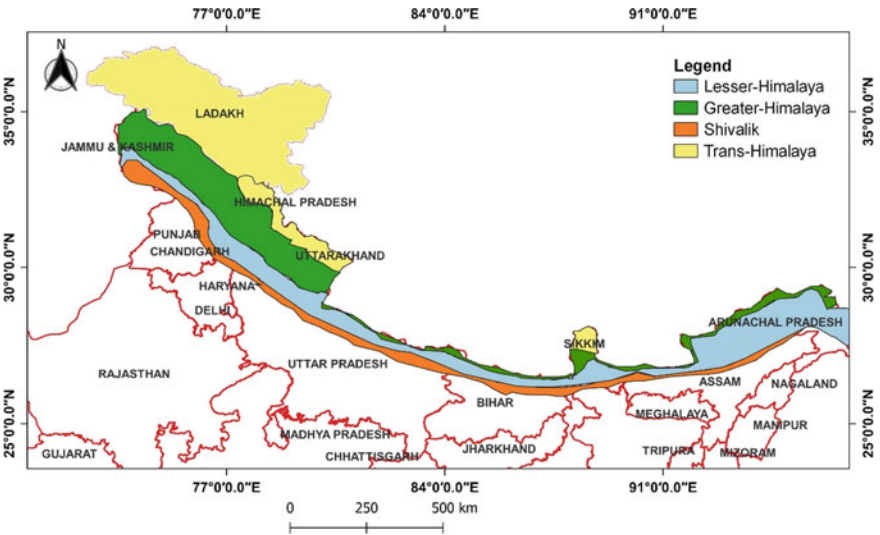 77°0'0.0"E 84°0'0.0"E 91°0'0.0"E
N
Legend
Lesser-Himalaya
Greater-Himalaya
Shivalik
Trans-Himalaya
35°0'0.0"N
35°0'0.0"N
LADAKH
JAMMU & KASHMIR
HIMACHAL PRADESH
PUNJAB
CHANDIGARH
UTTARAKHAND
30°0'0.0"N
30°0'0.0"N
HARYANA
DELHI
ARUNACHAL PRADESH
SIKKIM
UTTAR PRADESH
RAJASTHAN
ASSAM
NAGALAND
BIHAR
MEGHALAYA
MANIPUR
25°0'0.0"N
25°0'0.0"N
MADHYA PRADESH
GUJARAT
CHHATTISGARH
JHARKHAND
TRIPURA
MIZORAM
77°0'0.0"E 84°0'0.0"E 91°0'0.0"E
0 250 500 km